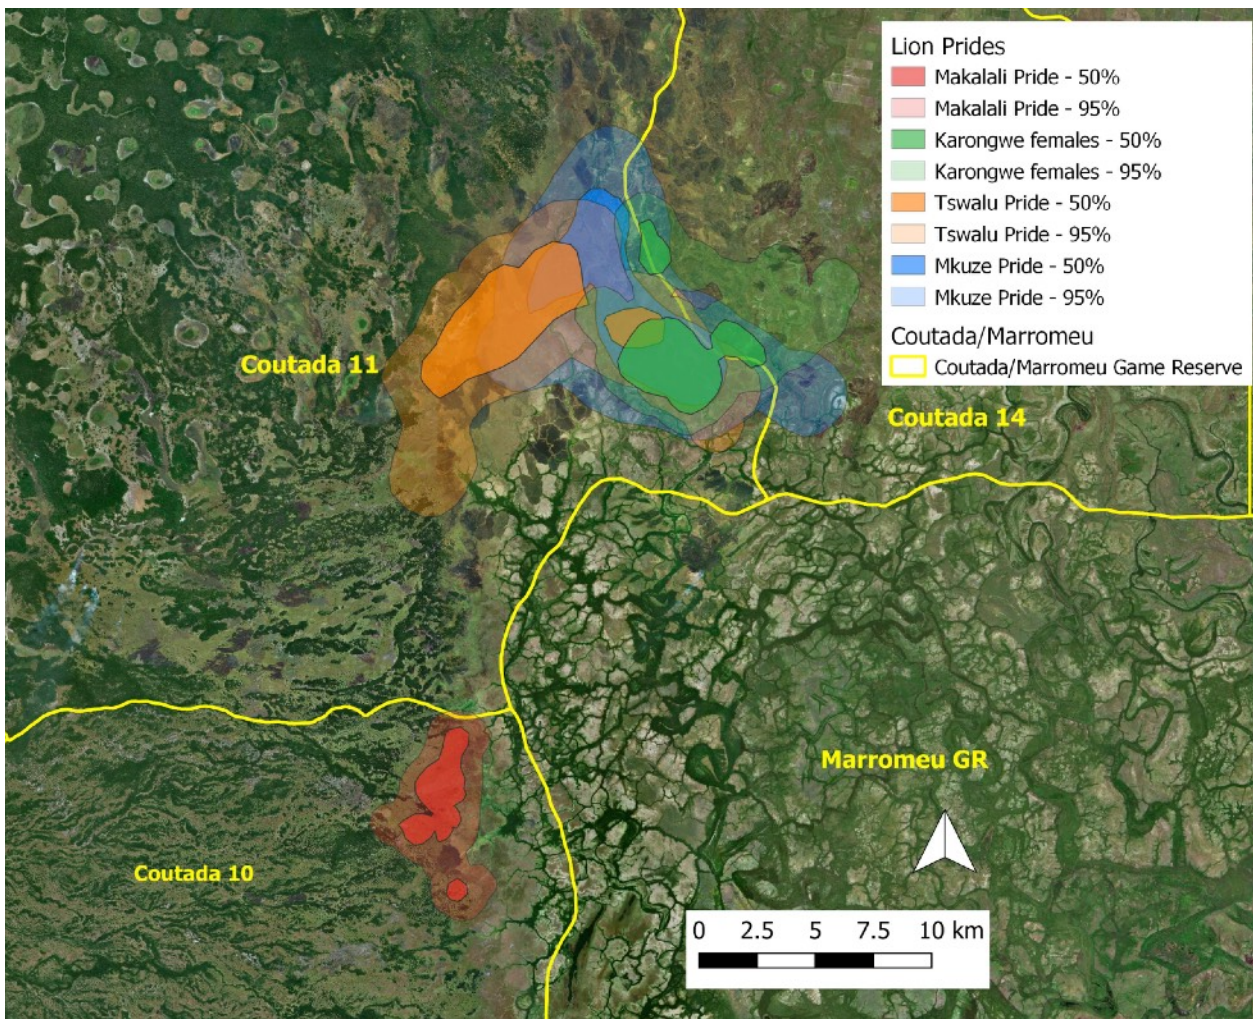 Lion Prides
Makalali Pride - 50%
Makalali Pride - 95%
Karongwe females - 50%
Karongwe females - 95%
Tswalu Pride - 50%
Tswalu Pride - 95%
Mkuze Pride - 50%
Mkuze Pride - 95%
Coutada/Marromeu
Coutada/Marromeu Game Reserve
Coutada 11
Coutada 14
Marromeu GR
Coutada 10
0 2.5 5 7.5 10 km